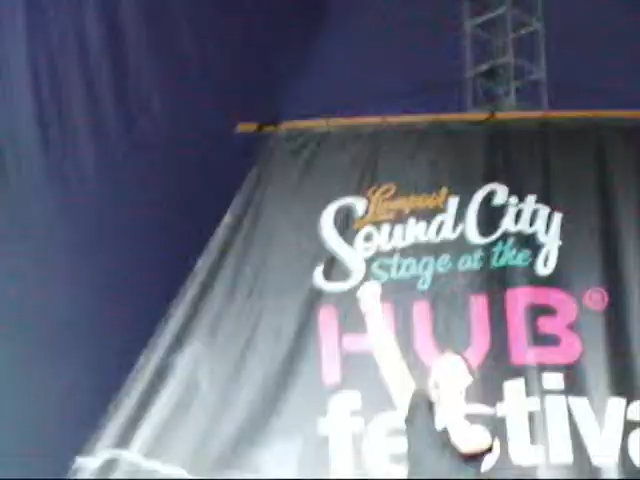 Liverpool
Sound City
Stage at the
HUB®
festiva